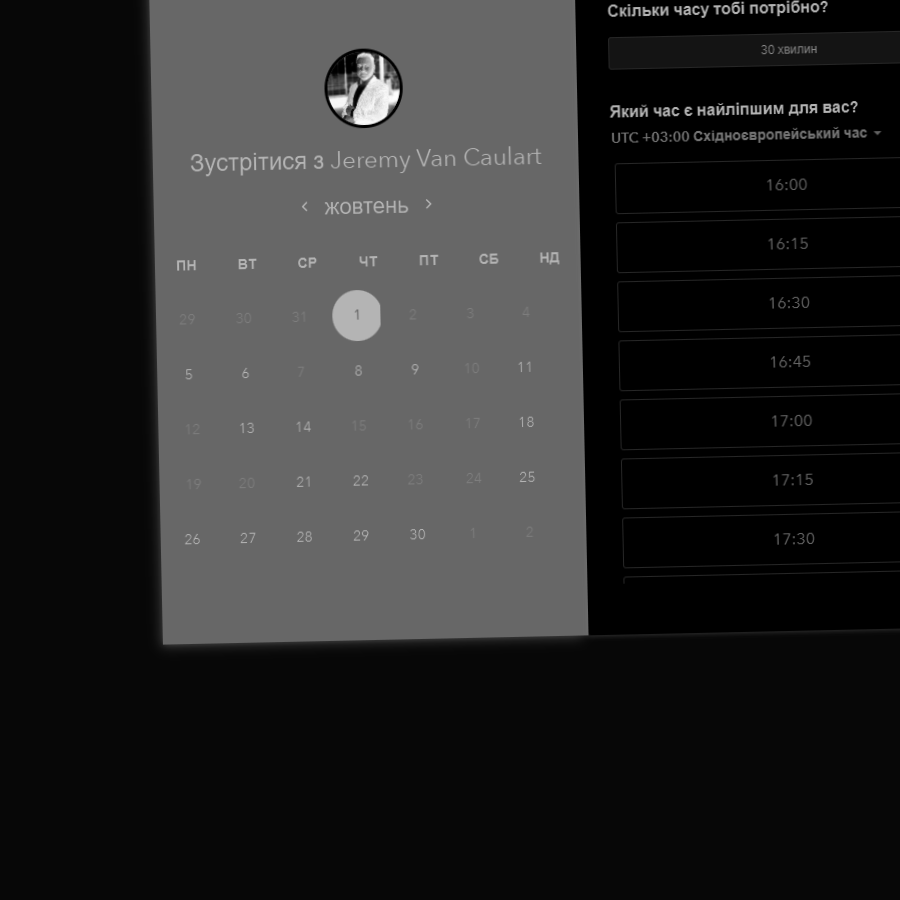 Зустрітися з Jeremy Van Caulart
‹ жовтень ›
ПН ВТ СР ЧТ ПТ СБ НД
29 30 31 1 2 3 4
5 6 7 8 9 10 11
12 13 14 15 16 17 18
19 20 21 22 23 24 25
26 27 28 29 30 1 2
Скільки часу тобі потрібно?
30 хвилин
Який час є найліпшим для вас?
UTC +03:00 Східноєвропейський час
16:00
16:15
16:30
16:45
17:00
17:15
17:30